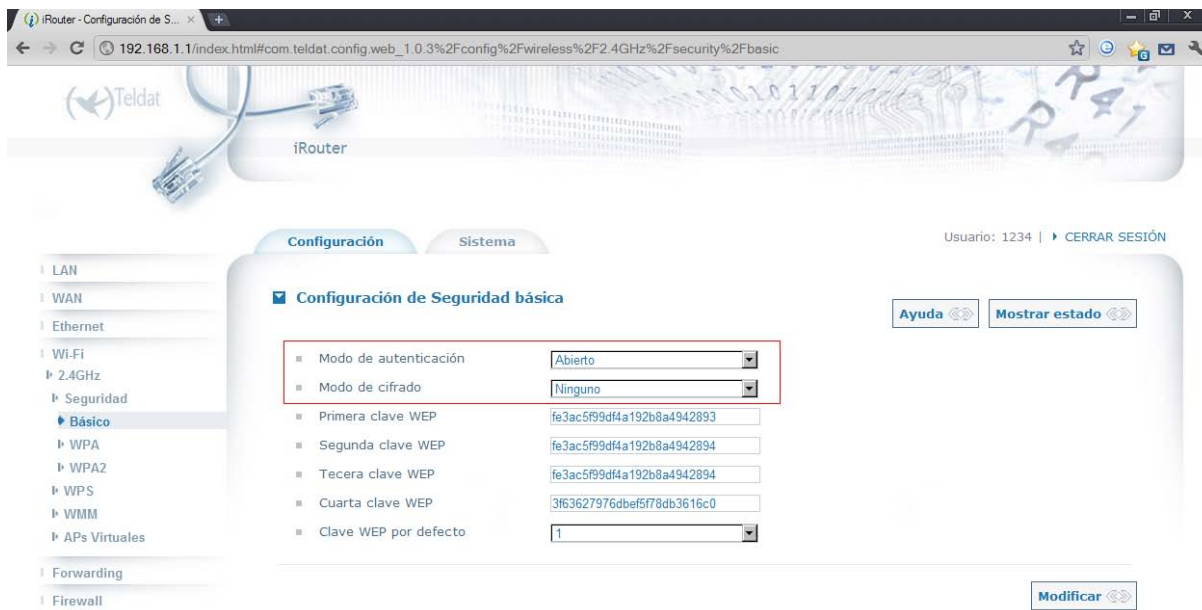 iRouter - Configuración de S...
192.168.1.1/index.html#com.teldat.config.web_1.0.3%2Fconfig%2Fwireless%2F2.4GHz%2Fsecurity%2Fbasic
Teldat
iRouter
Configuración
Sistema
Usuario: 1234 | CERRAR SESIÓN
LAN
WAN
Ethernet
Wi-Fi
2.4GHz
Seguridad
Básico
WPA
WPA2
WPS
WMM
APs Virtuales
Forwarding
Firewall
Configuración de Seguridad básica
Ayuda
Mostrar estado
Modo de autenticación Abierto
Modo de cifrado Ninguno
Primera clave WEP fe3ac5f99df4a192b8a4942893
Segunda clave WEP fe3ac5f99df4a192b8a4942894
Tecera clave WEP fe3ac5f99df4a192b8a4942894
Cuarta clave WEP 3f63627976dbef5f78db3616c0
Clave WEP por defecto 1
Modificar